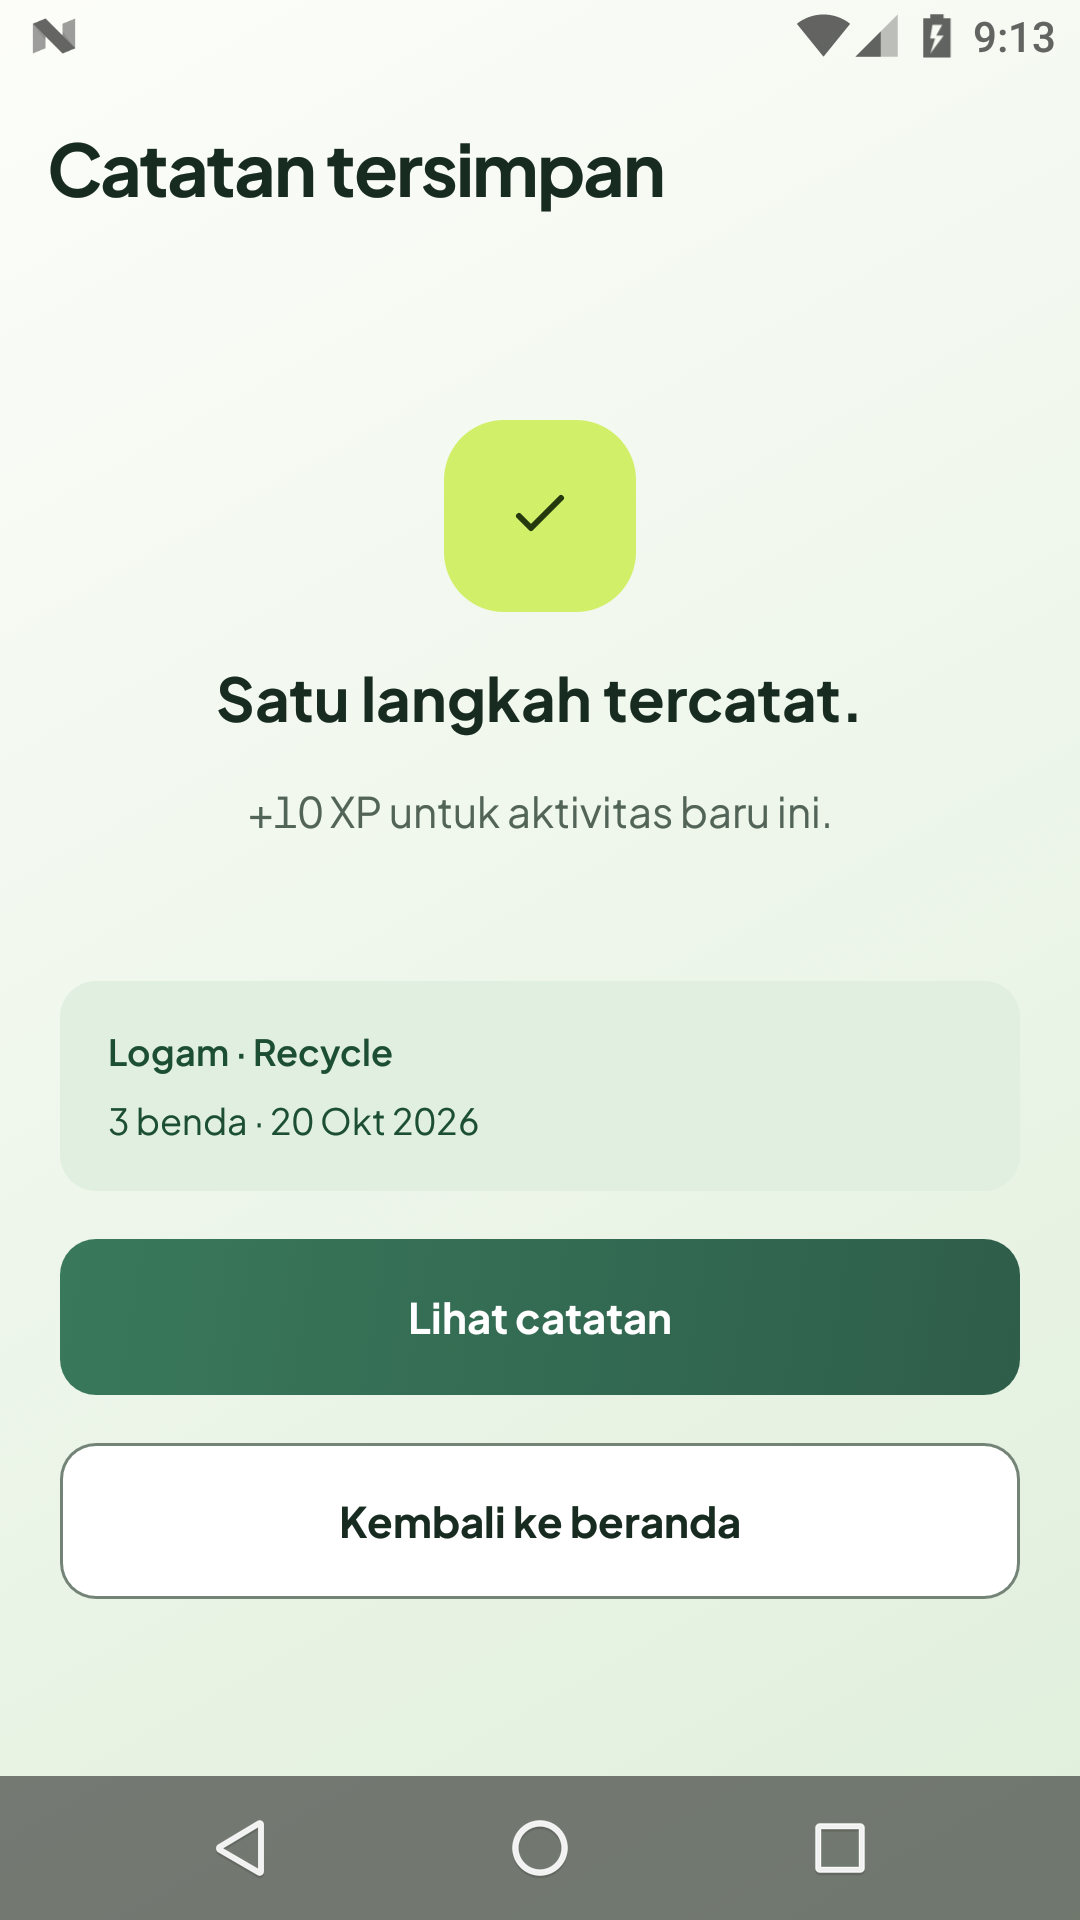 9:13
Catatan tersimpan
Satu langkah tercatat.
+10 XP untuk aktivitas baru ini.
Logam · Recycle
3 benda · 20 Okt 2026
Lihat catatan
Kembali ke beranda